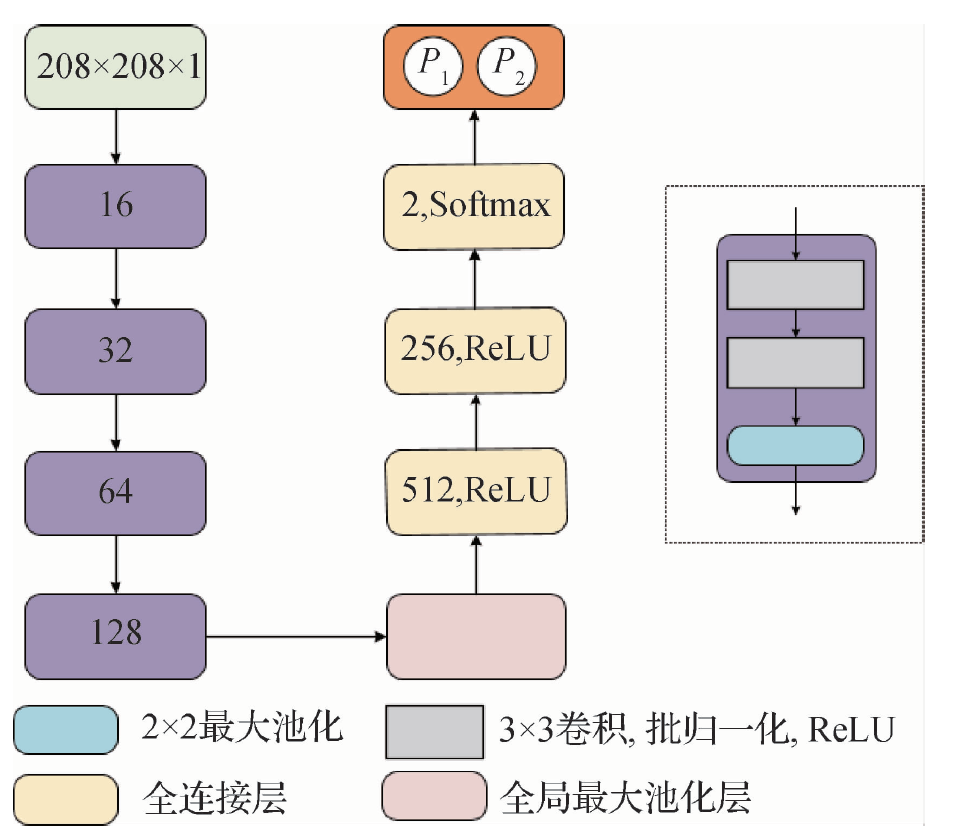 208×208×1
16
32
64
128
P1 P2
2,Softmax
256,ReLU
512,ReLU
2×2最大池化
3×3卷积, 批归一化, ReLU
全连接层
全局最大池化层